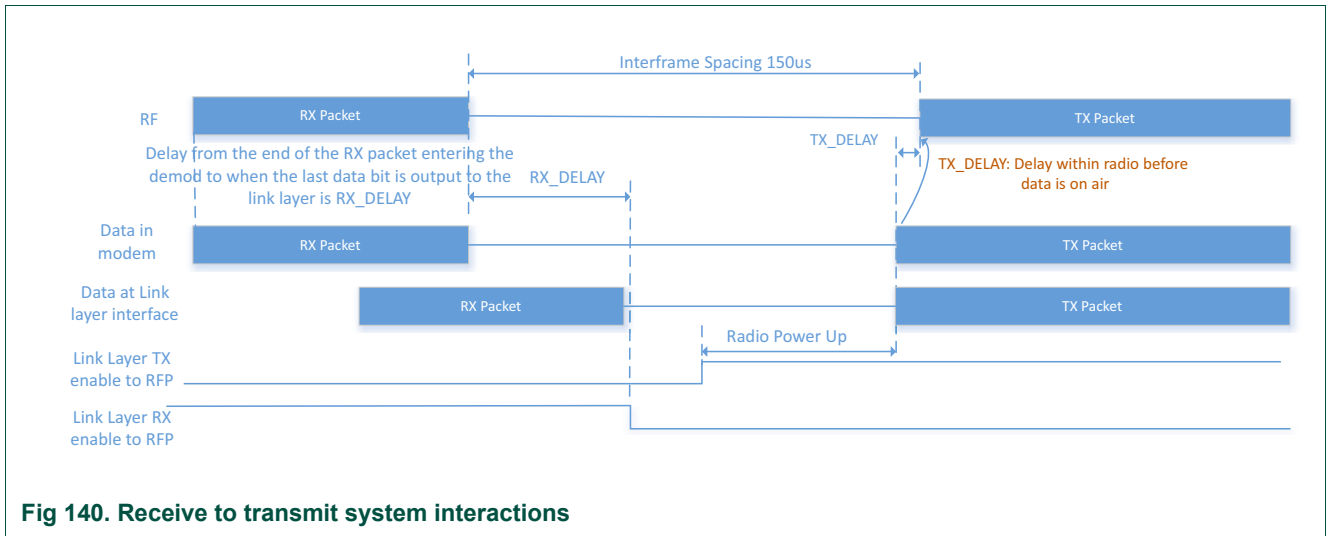 Interframe Spacing 150us
RF
RX Packet
TX Packet
TX_DELAY
Delay from the end of the RX packet entering the
demod to when the last data bit is output to the
link layer is RX_DELAY
RX_DELAY
TX_DELAY: Delay within radio before
data is on air
Data in
modem
RX Packet
TX Packet
Data at Link
layer interface
RX Packet
TX Packet
Radio Power Up
Link Layer TX
enable to RFP
Link Layer RX
enable to RFP
Fig 140. Receive to transmit system interactions